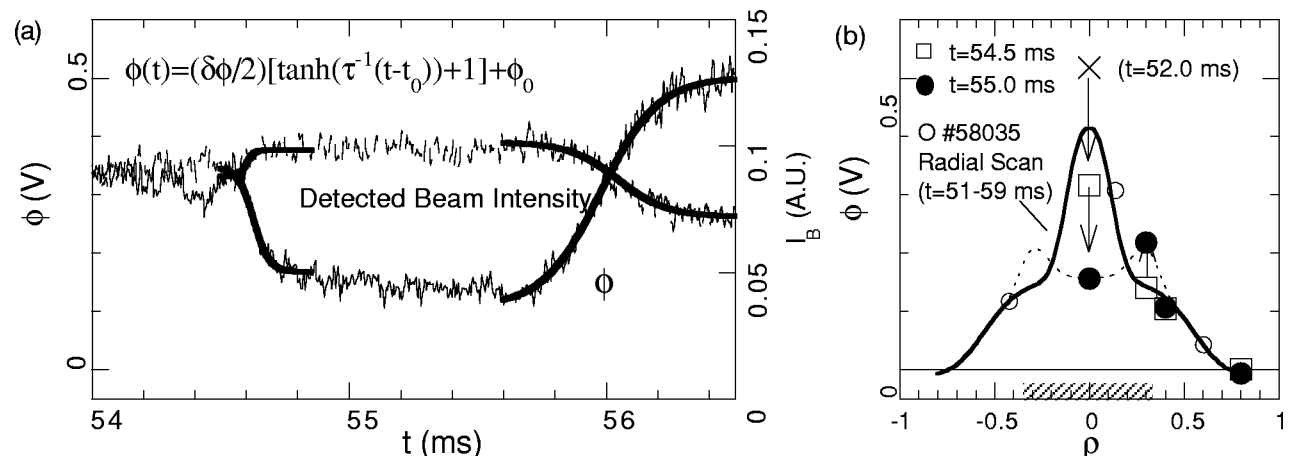 (a)
ϕ(t)=(δϕ/2)[tanh(τ⁻¹(t-t₀))+1]+ϕ₀
Detected Beam Intensity
ϕ
ϕ (V)
0.5
0
54
55
56
t (ms)
0.15
0.1
0.05
0
I_B (A.U.)
(b)
t=54.5 ms
t=55.0 ms
(t=52.0 ms)
#58035
Radial Scan
(t=51-59 ms)
ϕ (V)
0.5
0
-1
-0.5
0
0.5
1
ρ